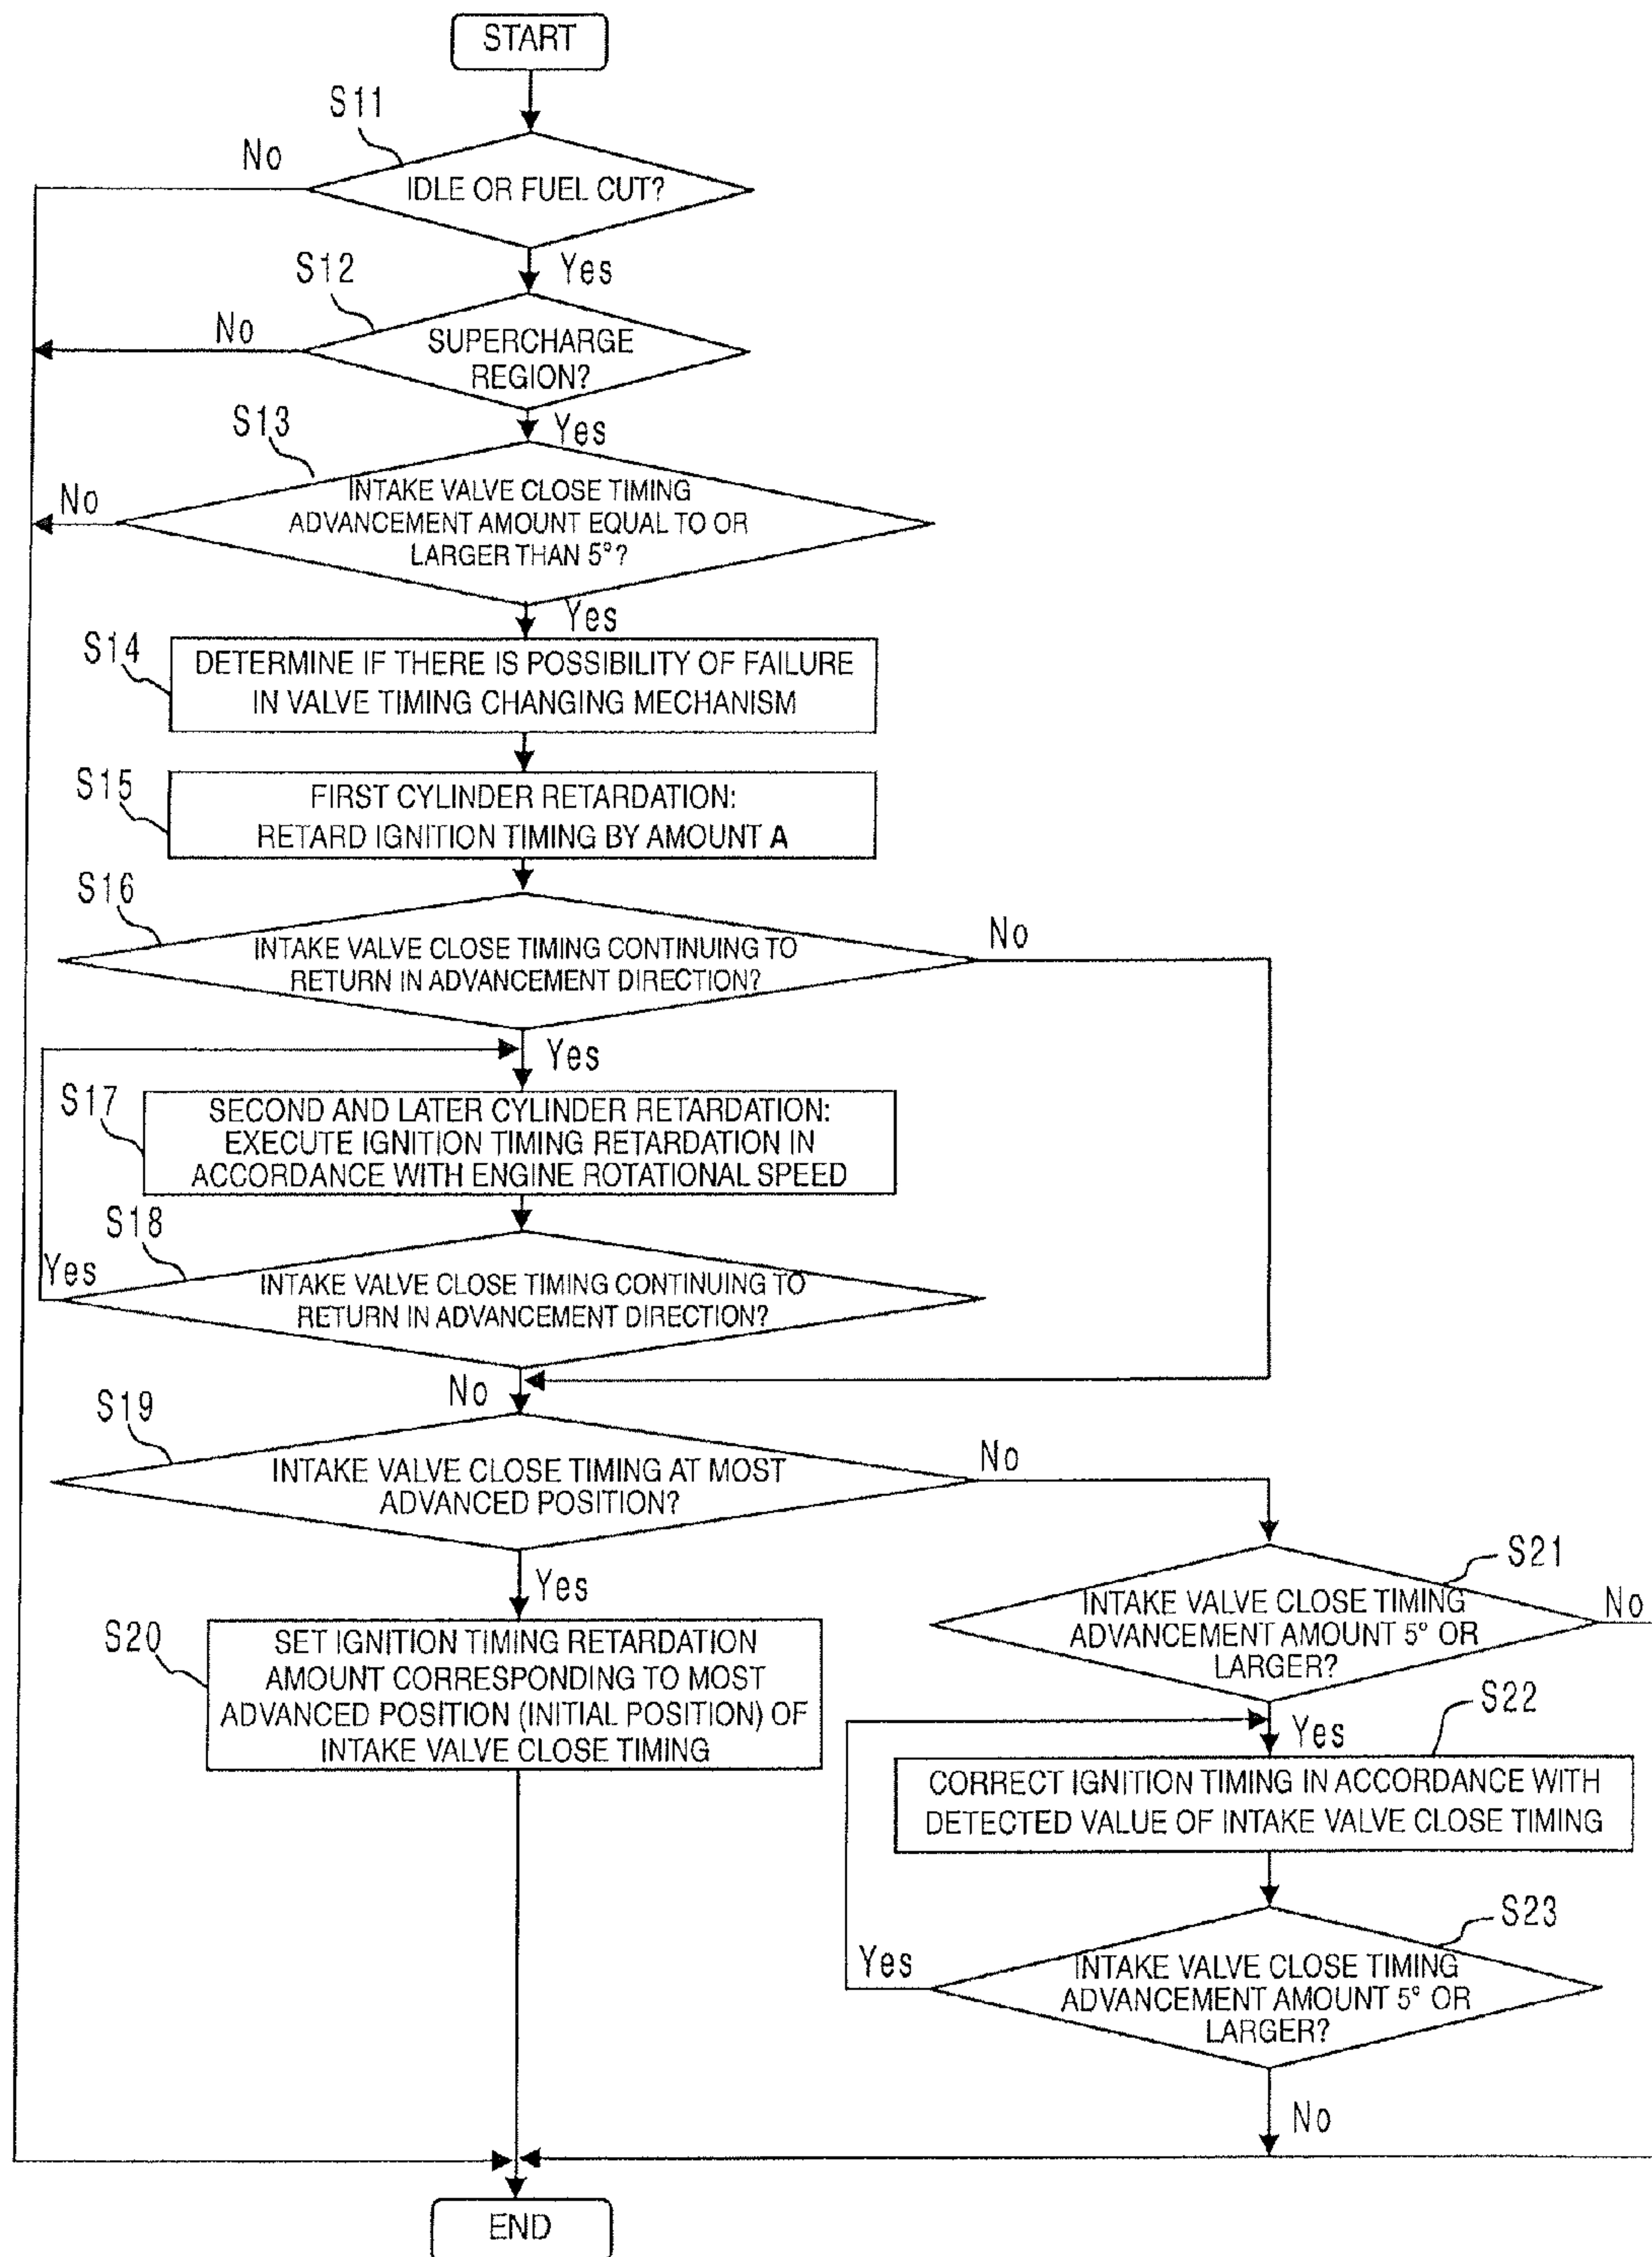 START
S11
No
IDLE OR FUEL CUT?
Yes
S12
No
SUPERCHARGE
REGION?
Yes
S13
No
INTAKE VALVE CLOSE TIMING
ADVANCEMENT AMOUNT EQUAL TO OR
LARGER THAN 5°?
Yes
S14
DETERMINE IF THERE IS POSSIBILITY OF FAILURE
IN VALVE TIMING CHANGING MECHANISM
S15
FIRST CYLINDER RETARDATION:
RETARD IGNITION TIMING BY AMOUNT A
S16
INTAKE VALVE CLOSE TIMING CONTINUING TO
RETURN IN ADVANCEMENT DIRECTION?
No
Yes
S17
SECOND AND LATER CYLINDER RETARDATION:
EXECUTE IGNITION TIMING RETARDATION IN
ACCORDANCE WITH ENGINE ROTATIONAL SPEED
S18
Yes
INTAKE VALVE CLOSE TIMING CONTINUING TO
RETURN IN ADVANCEMENT DIRECTION?
No
S19
INTAKE VALVE CLOSE TIMING AT MOST
ADVANCED POSITION?
No
Yes
S20
SET IGNITION TIMING RETARDATION
AMOUNT CORRESPONDING TO MOST
ADVANCED POSITION (INITIAL POSITION) OF
INTAKE VALVE CLOSE TIMING
S21
INTAKE VALVE CLOSE TIMING
ADVANCEMENT AMOUNT 5° OR
LARGER?
No
S22
Yes
CORRECT IGNITION TIMING IN ACCORDANCE WITH
DETECTED VALUE OF INTAKE VALVE CLOSE TIMING
S23
Yes
INTAKE VALVE CLOSE TIMING
ADVANCEMENT AMOUNT 5° OR
LARGER?
No
END